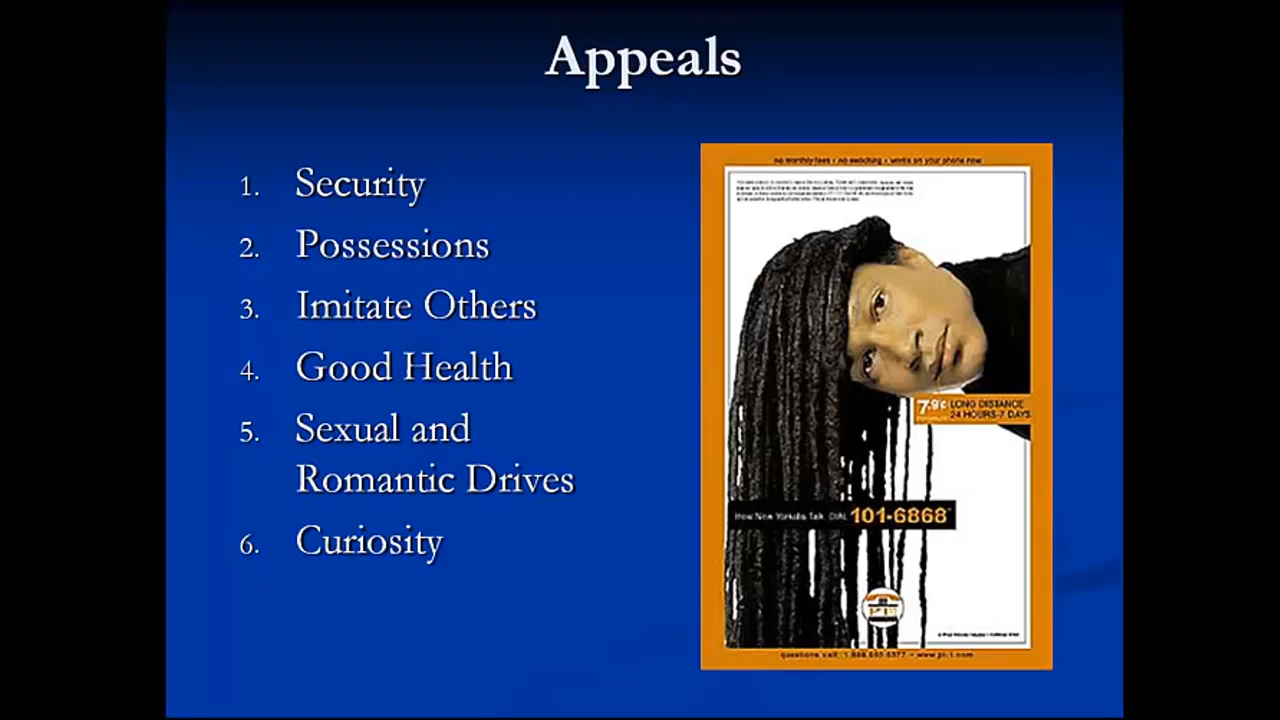 Appeals
1. Security
2. Possessions
3. Imitate Others
4. Good Health
5. Sexual and
Romantic Drives
6. Curiosity
no monthly fees • no switching • works on your phone now
7.9¢ LONG DISTANCE
24 HOURS-7 DAYS
How New Yorkers Talk. DIAL 101-6868
questions call